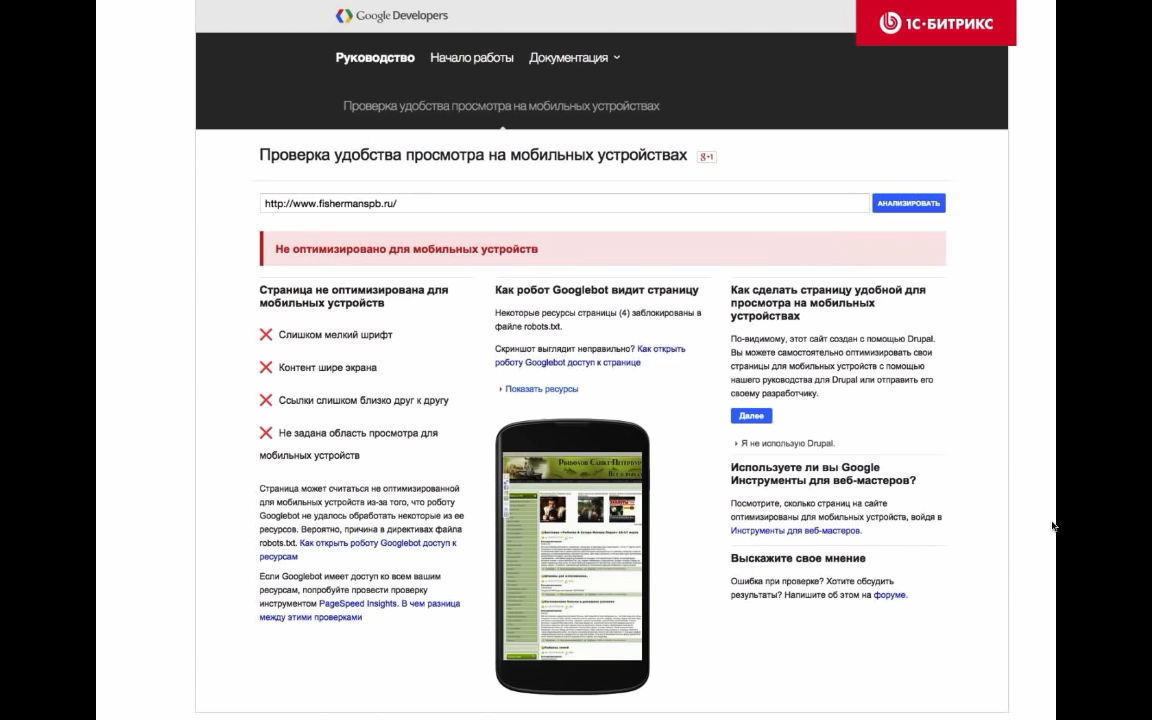 Google Developers
1С·БИТРИКС
Руководство Начало работы Документация
Проверка удобства просмотра на мобильных устройствах
Проверка удобства просмотра на мобильных устройствах
g+1
http://www.fishermanspb.ru/
АНАЛИЗИРОВАТЬ
Не оптимизировано для мобильных устройств
Страница не оптимизирована для
мобильных устройств
Слишком мелкий шрифт
Контент шире экрана
Ссылки слишком близко друг к другу
Не задана область просмотра для
мобильных устройств
Страница может считаться не оптимизированной
для мобильных устройств из-за того, что роботу
Googlebot не удалось обработать некоторые из ее
ресурсов. Вероятно, причина в директивах файла
robots.txt. Как открыть роботу Googlebot доступ к
ресурсам
Если Googlebot имеет доступ ко всем вашим
ресурсам, попробуйте провести проверку
инструментом PageSpeed Insights. В чем разница
между этими проверками
Как робот Googlebot видит страницу
Некоторые ресурсы страницы (4) заблокированы в
файле robots.txt.
Скриншот выглядит неправильно? Как открыть
роботу Googlebot доступ к странице
Показать ресурсы
Как сделать страницу удобной для
просмотра на мобильных
устройствах
По-видимому, этот сайт создан с помощью Drupal.
Вы можете самостоятельно оптимизировать свои
страницы для мобильных устройств с помощью
нашего руководства для Drupal или отправить его
своему разработчику.
Далее
Я не использую Drupal.
Используете ли вы Google
Инструменты для веб-мастеров?
Посмотрите, сколько страниц на сайте
оптимизированы для мобильных устройств, войдя в
Инструменты для веб-мастеров.
Выскажите свое мнение
Ошибка при проверке? Хотите обсудить
результаты? Напишите об этом на форуме.